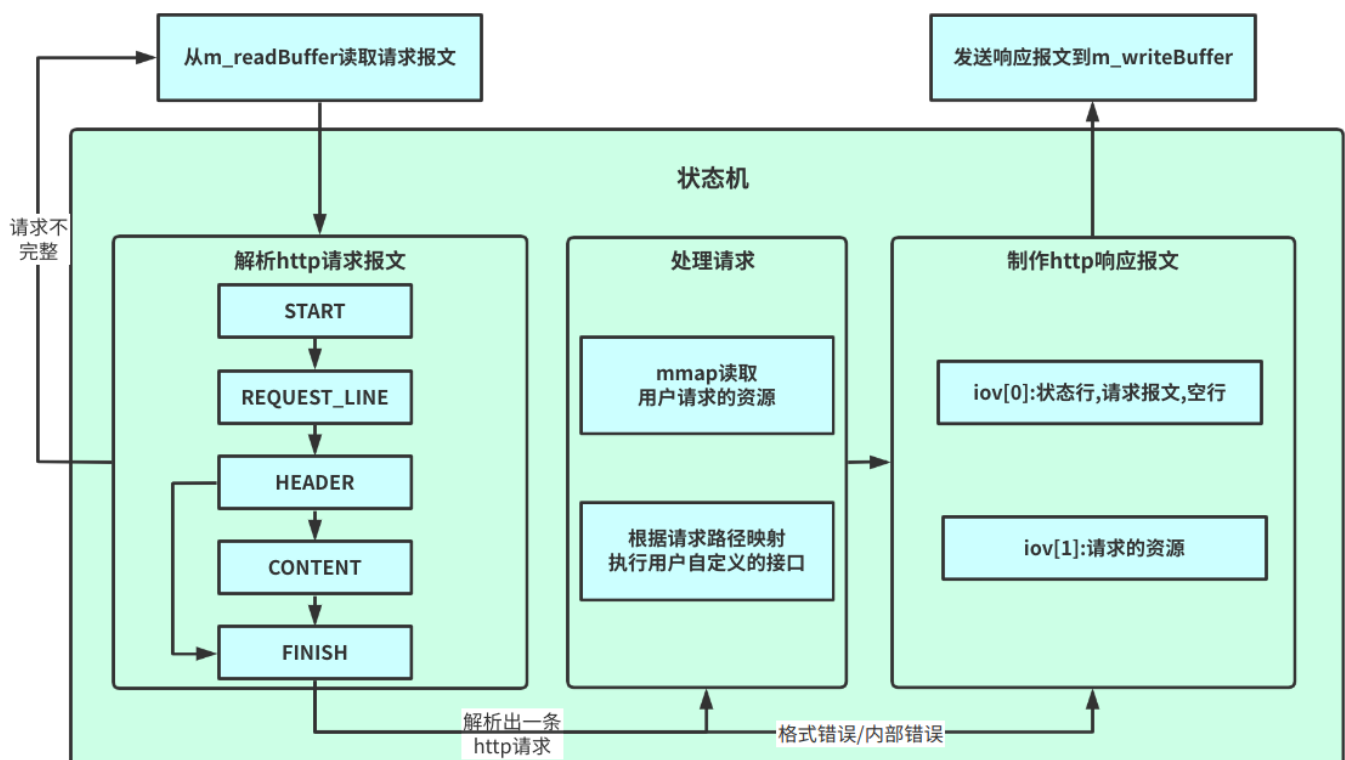 从m_readBuffer读取请求报文
发送响应报文到m_writeBuffer
状态机
请求不
完整
解析http请求报文
START
REQUEST_LINE
HEADER
CONTENT
FINISH
处理请求
mmap读取
用户请求的资源
根据请求路径映射
执行用户自定义的接口
制作http响应报文
iov[0]:状态行,请求报文,空行
iov[1]:请求的资源
解析出一条
http请求
格式错误/内部错误